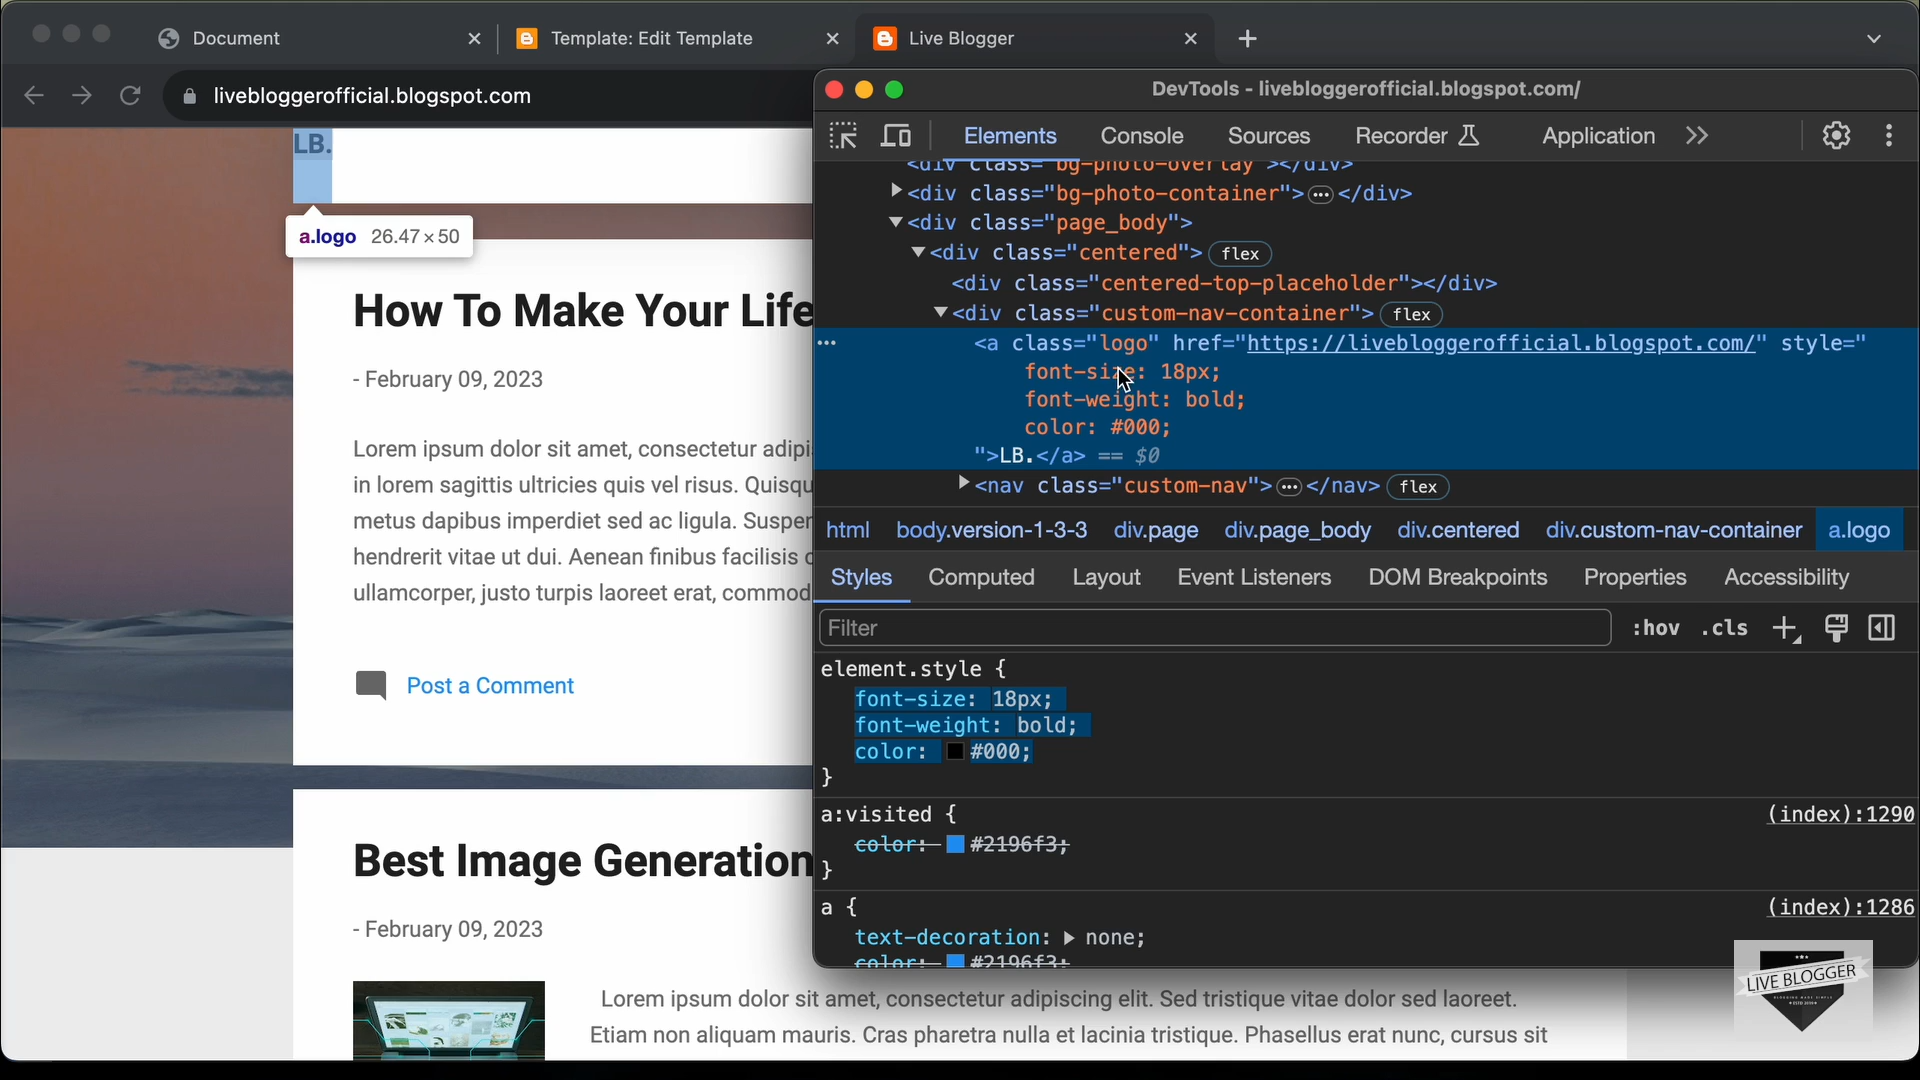 Document
Template: Edit Template
Live Blogger
livebloggerofficial.blogspot.com
DevTools - livebloggerofficial.blogspot.com/
Elements
Console
Sources
Recorder
Application
LB.
a.logo 26.47×50
How To Make Your Life
- February 09, 2023
Lorem ipsum dolor sit amet, consectetur adipi
in lorem sagittis ultricies quis vel risus. Quisqu
metus dapibus imperdiet sed ac ligula. Susper
hendrerit vitae ut dui. Aenean finibus facilisis
ullamcorper, justo turpis laoreet erat, commod
Post a Comment
Best Image Generation
- February 09, 2023
Lorem ipsum dolor sit amet, consectetur adipiscing elit. Sed tristique vitae dolor sed laoreet.
Etiam non aliquam mauris. Cras pharetra nulla et lacinia tristique. Phasellus erat nunc, cursus sit
<div class="bg-photo-overlay"></div>
<div class="bg-photo-container">…</div>
<div class="page_body">
<div class="centered"> flex
<div class="centered-top-placeholder"></div>
<div class="custom-nav-container"> flex
<a class="logo" href="https://livebloggerofficial.blogspot.com/" style="
font-size: 18px;
font-weight: bold;
color: #000;
">LB.</a> == $0
<nav class="custom-nav">…</nav> flex
html body.version-1-3-3 div.page div.page_body div.centered div.custom-nav-container a.logo
Styles Computed Layout Event Listeners DOM Breakpoints Properties Accessibility
Filter :hov .cls
element.style {
font-size: 18px;
font-weight: bold;
color: #000;
}
a:visited { (index):1290
color: #2196f3;
}
a { (index):1286
text-decoration: none;
color: #2196f3;
LIVE BLOGGER